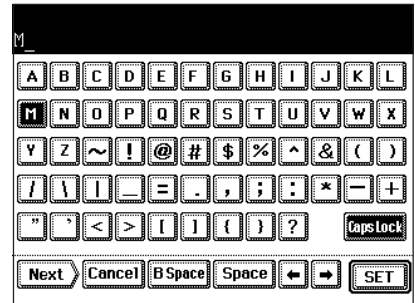 M_
A B C D E F G H I J K L
M N O P Q R S T U V W X
Y Z ~ ! @ # $ % ^ & ( )
/ \ | _ = . , ; : * − +
" ' < > [ ] { } ? Caps Lock
Next Cancel B Space Space ← → SET